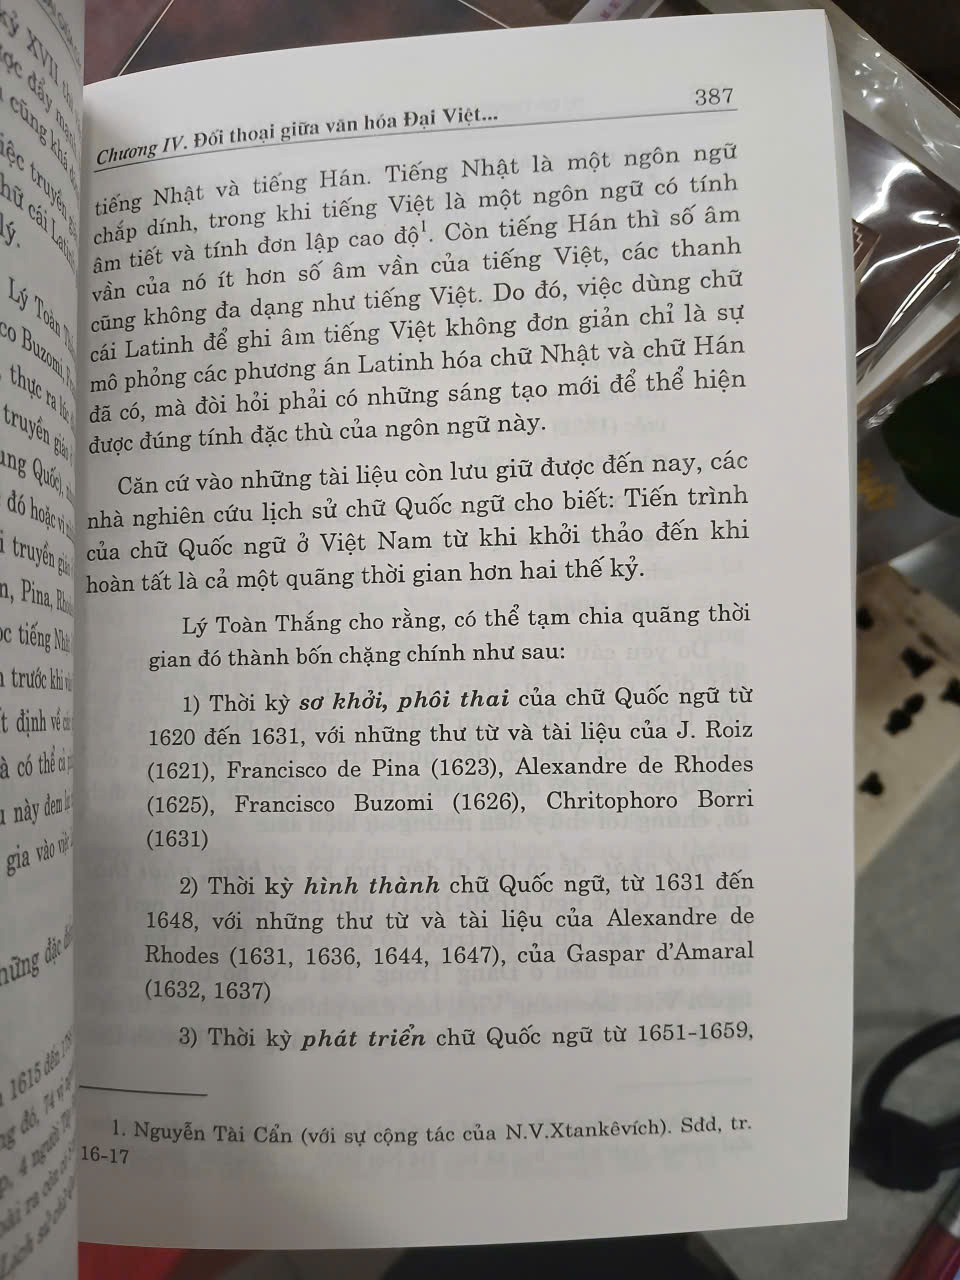 387
Chương IV. Đối thoại giữa văn hóa Đại Việt...
tiếng Nhật và tiếng Hán. Tiếng Nhật là một ngôn ngữ
chắp dính, trong khi tiếng Việt là một ngôn ngữ có tính
âm tiết và tính đơn lập cao độ¹. Còn tiếng Hán thì số âm
vần của nó ít hơn số âm vần của tiếng Việt, các thanh
cũng không đa dạng như tiếng Việt. Do đó, việc dùng chữ
cái Latinh để ghi âm tiếng Việt không đơn giản chỉ là sự
mô phỏng các phương án Latinh hóa chữ Nhật và chữ Hán
đã có, mà đòi hỏi phải có những sáng tạo mới để thể hiện
được đúng tính đặc thù của ngôn ngữ này.
Căn cứ vào những tài liệu còn lưu giữ được đến nay, các
nhà nghiên cứu lịch sử chữ Quốc ngữ cho biết: Tiến trình
của chữ Quốc ngữ ở Việt Nam từ khi khởi thảo đến khi
hoàn tất là cả một quãng thời gian hơn hai thế kỷ.
Lý Toàn Thắng cho rằng, có thể tạm chia quãng thời
gian đó thành bốn chặng chính như sau:
1) Thời kỳ sơ khởi, phôi thai của chữ Quốc ngữ từ
1620 đến 1631, với những thư từ và tài liệu của J. Roiz
(1621), Francisco de Pina (1623), Alexandre de Rhodes
(1625), Francisco Buzomi (1626), Chritophoro Borri
(1631)
2) Thời kỳ hình thành chữ Quốc ngữ, từ 1631 đến
1648, với những thư từ và tài liệu của Alexandre de
Rhodes (1631, 1636, 1644, 1647), của Gaspar d'Amaral
(1632, 1637)
3) Thời kỳ phát triển chữ Quốc ngữ từ 1651-1659,
1. Nguyễn Tài Cẩn (với sự cộng tác của N.V.Xtankêvích). Sđd, tr.
16-17